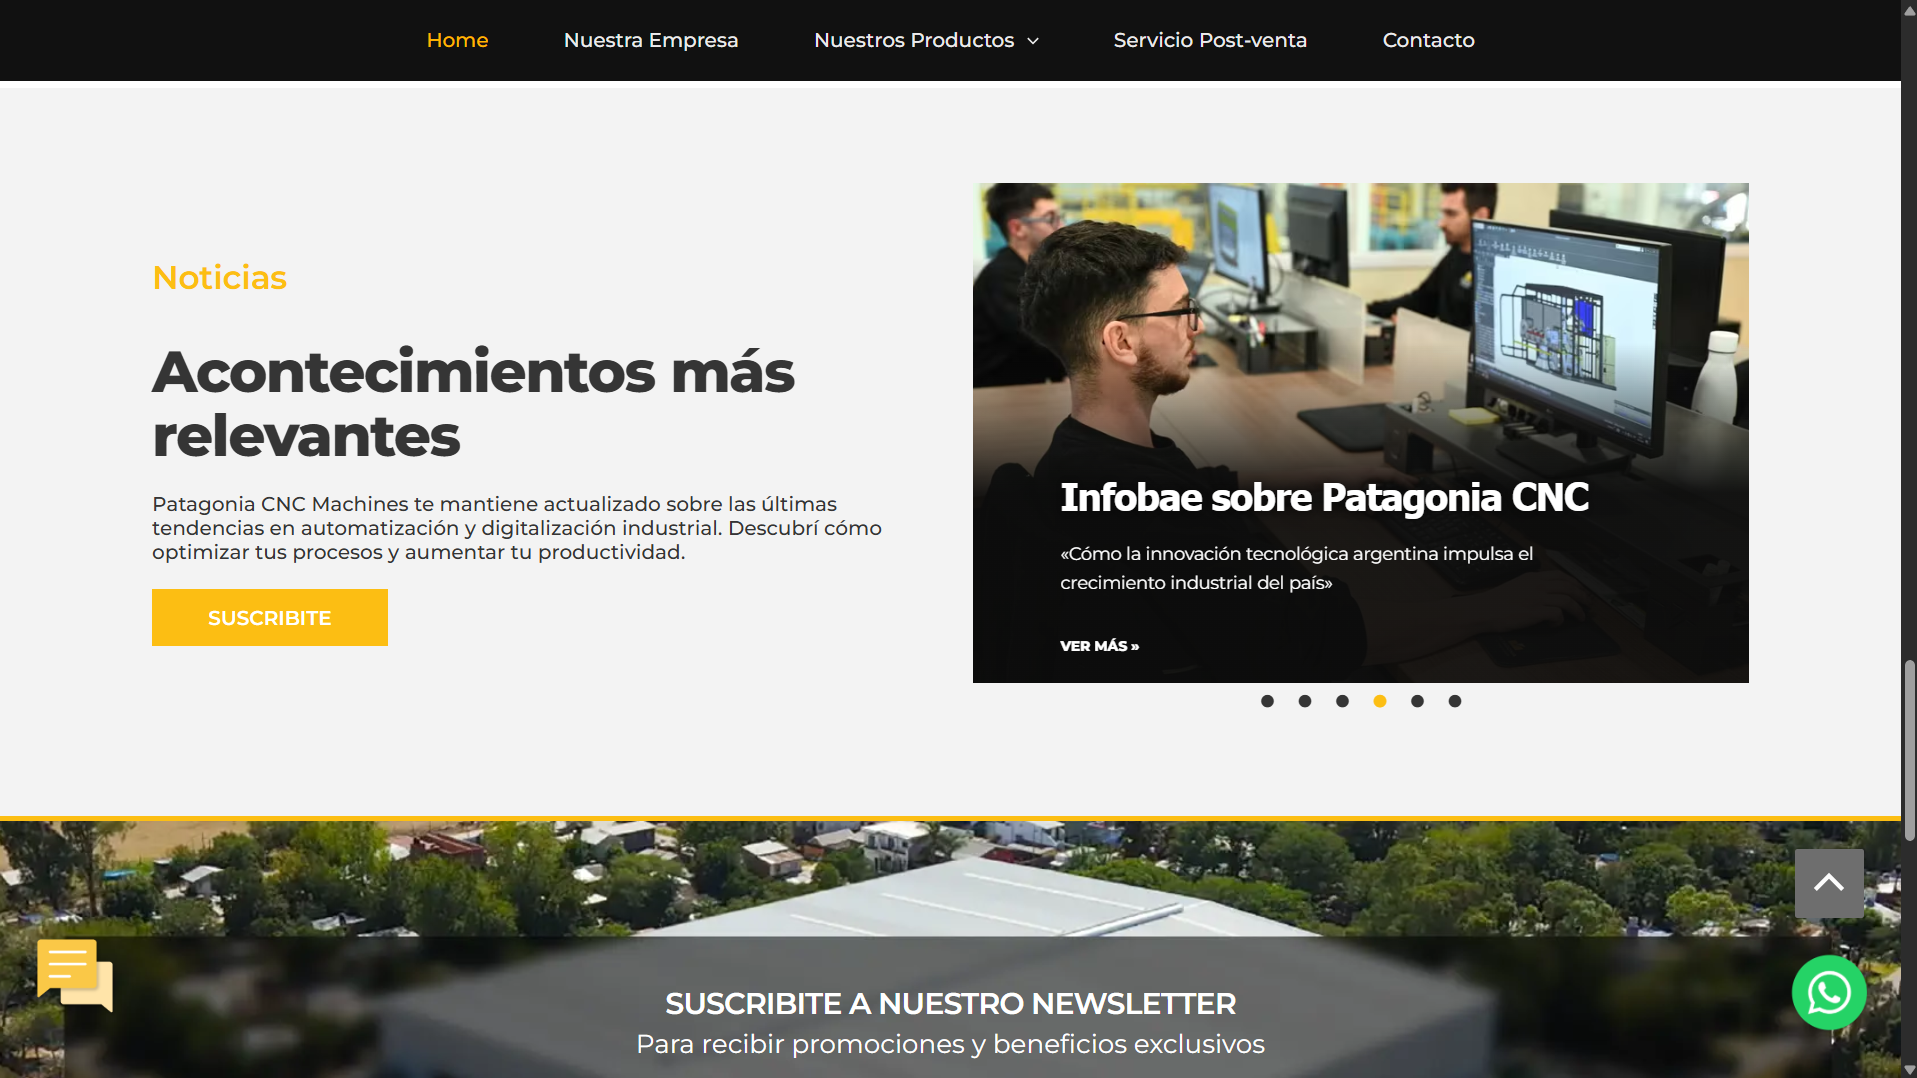 Home
Nuestra Empresa
Nuestros Productos
Servicio Post-venta
Contacto
Noticias
Acontecimientos más
relevantes
Patagonia CNC Machines te mantiene actualizado sobre las últimas
tendencias en automatización y digitalización industrial. Descubrí cómo
optimizar tus procesos y aumentar tu productividad.
SUSCRIBITE
Infobae sobre Patagonia CNC
«Cómo la innovación tecnológica argentina impulsa el
crecimiento industrial del país»
VER MÁS »
SUSCRIBITE A NUESTRO NEWSLETTER
Para recibir promociones y beneficios exclusivos